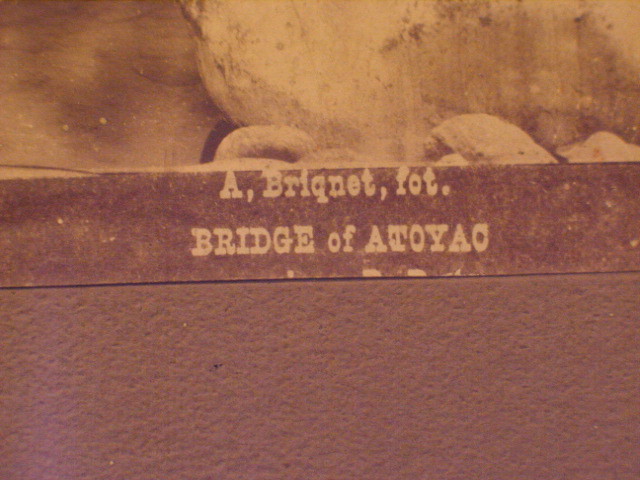 A, Briquet, fot.
BRIDGE of ATOYAC